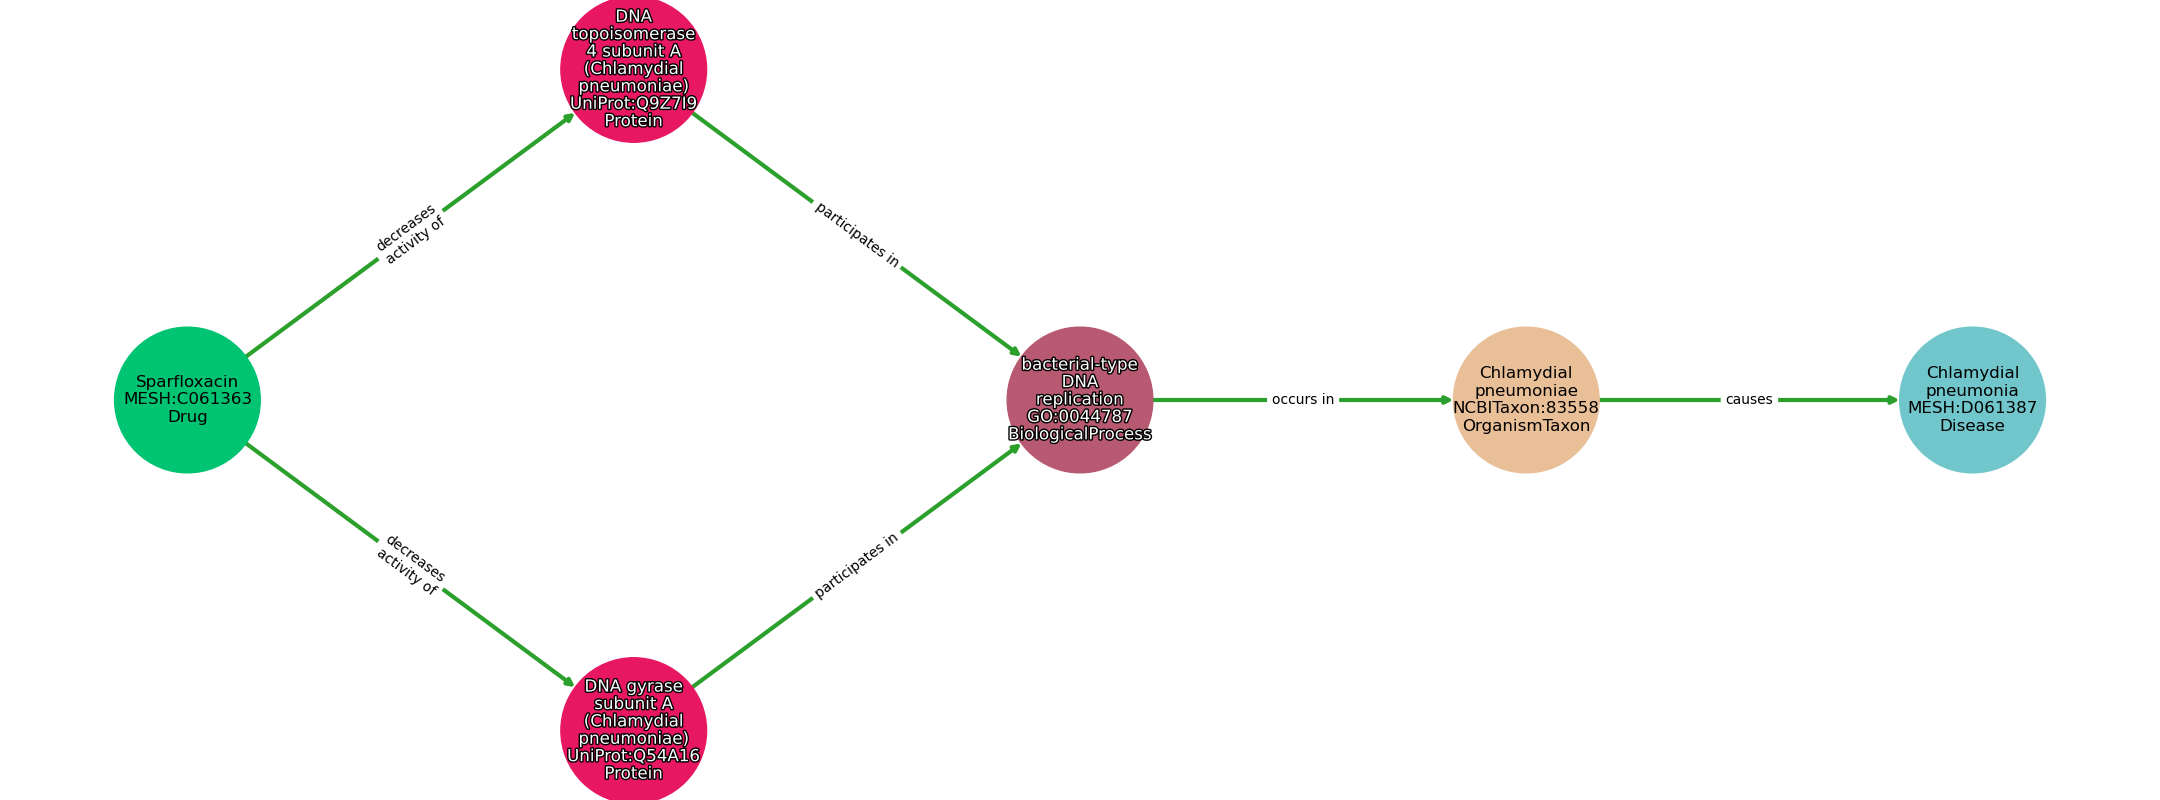 DNA
topoisomerase
4 subunit A
(Chlamydial
pneumoniae)
UniProt:Q9Z7I9
Protein
decreases
activity of
participates in
Sparfloxacin
MESH:C061363
Drug
bacterial-type
DNA
replication
GO:0044787
BiologicalProcess
occurs in
Chlamydial
pneumoniae
NCBITaxon:83558
OrganismTaxon
causes
Chlamydial
pneumonia
MESH:D061387
Disease
decreases
activity of
participates in
DNA gyrase
subunit A
(Chlamydial
pneumoniae)
UniProt:Q54A16
Protein